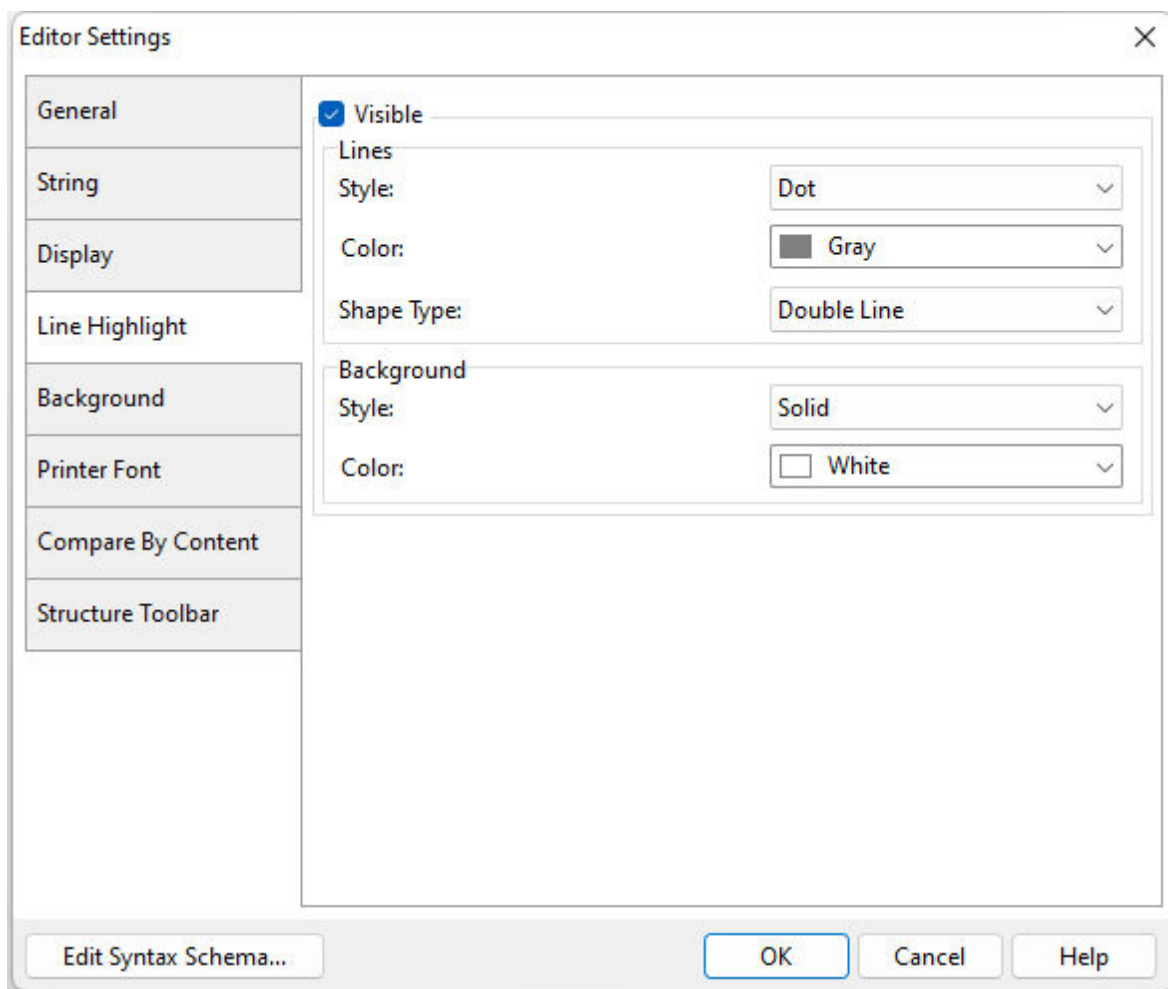 Editor Settings
General
String
Display
Line Highlight
Background
Printer Font
Compare By Content
Structure Toolbar
Visible
Lines
Style: Dot
Color: Gray
Shape Type: Double Line
Background
Style: Solid
Color: White
Edit Syntax Schema... OK Cancel Help